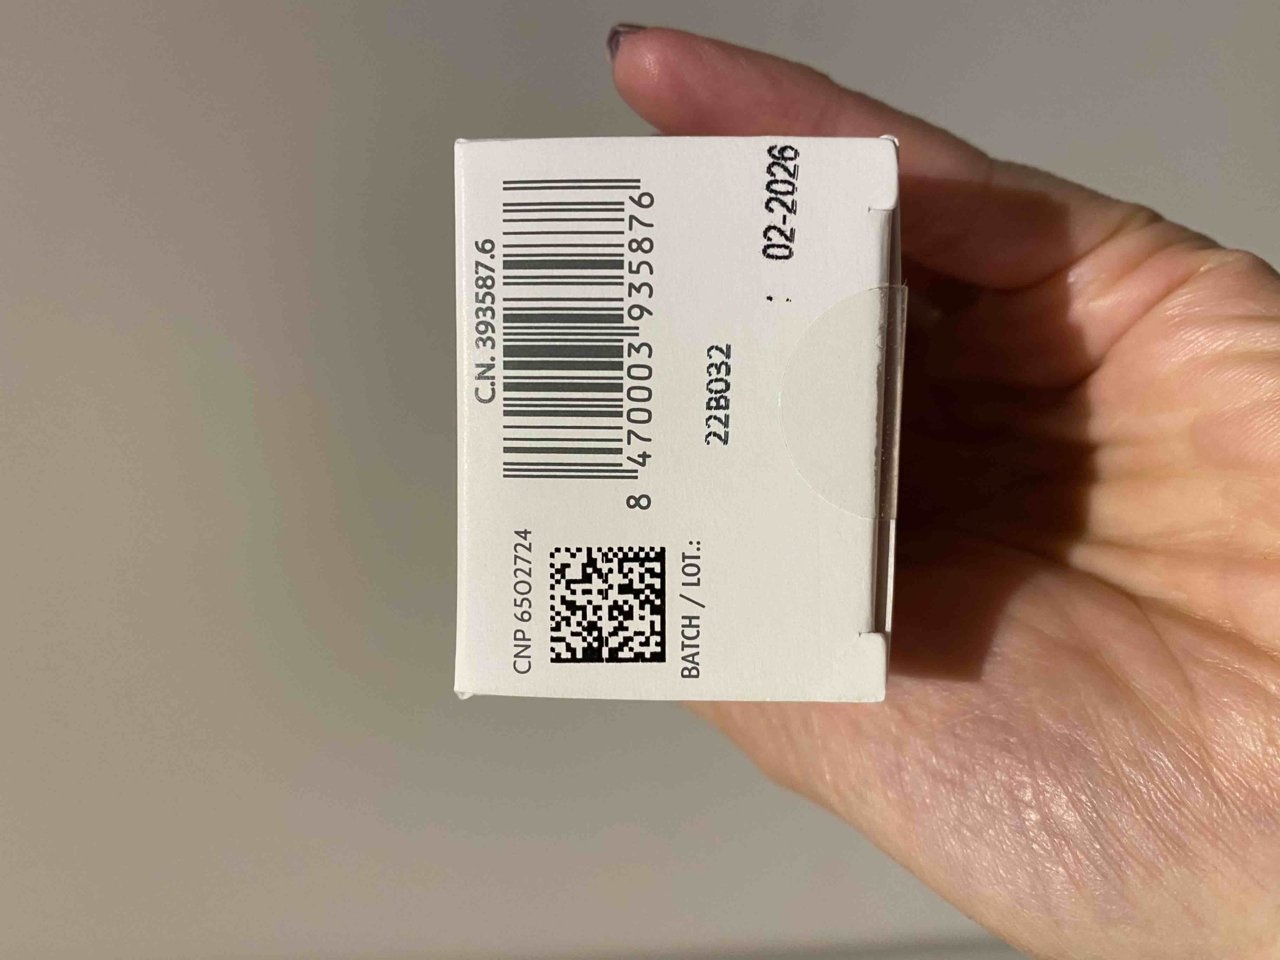 CNP 6502724
C.N. 393587.6
8 470003 935876
BATCH / LOT.:
22B032
: 02-2026